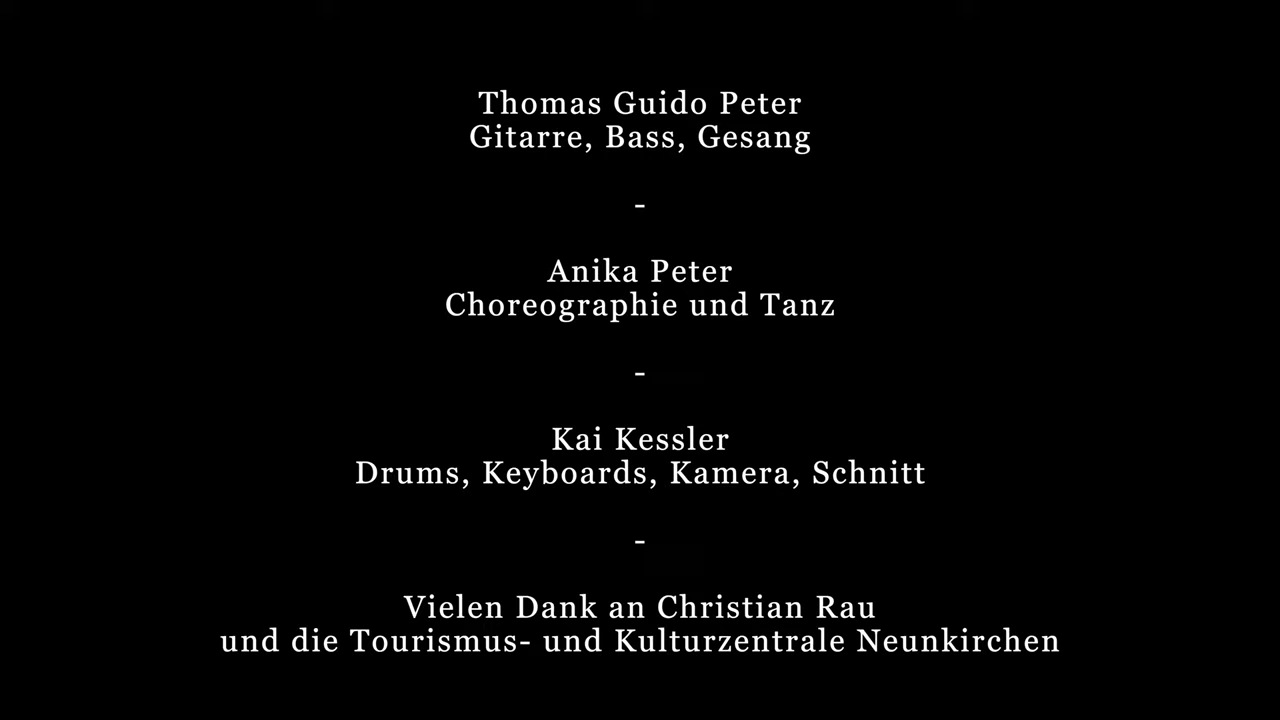 Thomas Guido Peter
Gitarre, Bass, Gesang
-
Anika Peter
Choreographie und Tanz
-
Kai Kessler
Drums, Keyboards, Kamera, Schnitt
-
Vielen Dank an Christian Rau
und die Tourismus- und Kulturzentrale Neunkirchen